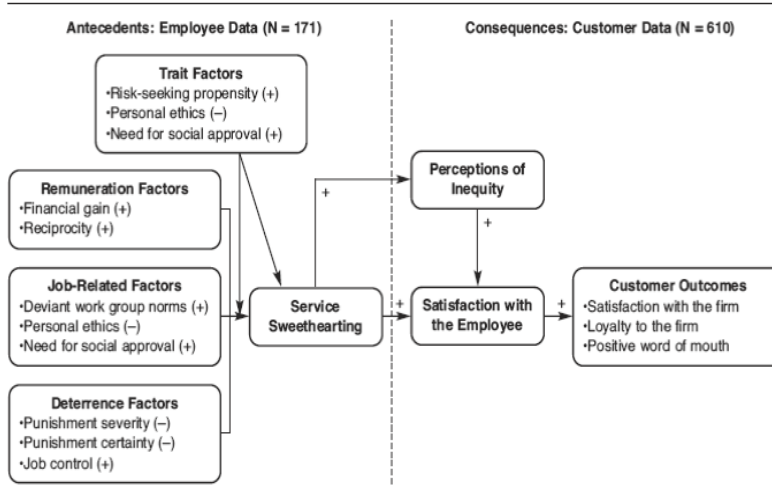 Antecedents: Employee Data (N = 171)
Consequences: Customer Data (N = 610)
Trait Factors
•Risk-seeking propensity (+)
•Personal ethics (–)
•Need for social approval (+)
Remuneration Factors
•Financial gain (+)
•Reciprocity (+)
Job-Related Factors
•Deviant work group norms (+)
•Personal ethics (–)
•Need for social approval (+)
Deterrence Factors
•Punishment severity (–)
•Punishment certainty (–)
•Job control (+)
Service
Sweethearting
+
+
Perceptions of
Inequity
+
Satisfaction with
the Employee
+
Customer Outcomes
•Satisfaction with the firm
•Loyalty to the firm
•Positive word of mouth